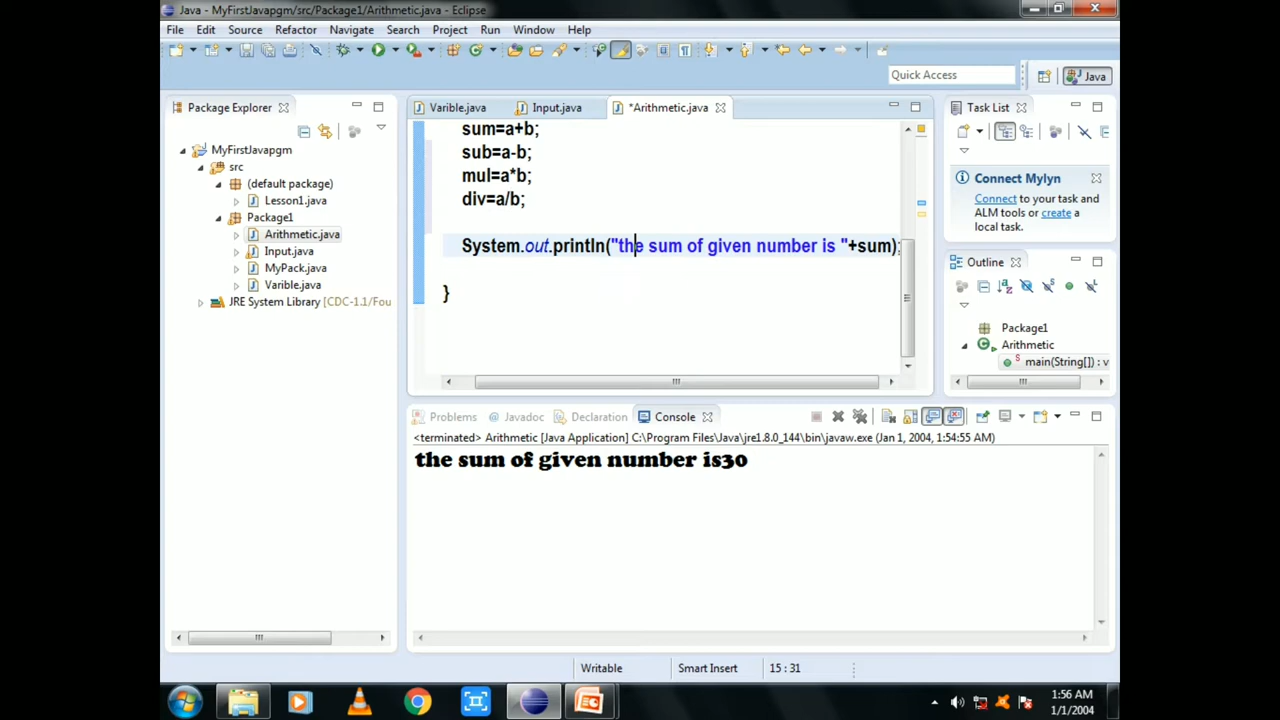 Java - MyFirstJavapgm/src/Package1/Arithmetic.java - Eclipse
File Edit Source Refactor Navigate Search Project Run Window Help
Quick Access
Java
Package Explorer
Varible.java
Input.java
*Arithmetic.java
Task List
MyFirstJavapgm
src
(default package)
Lesson1.java
Package1
Arithmetic.java
Input.java
MyPack.java
Varible.java
JRE System Library [CDC-1.1/Fou
sum=a+b;
sub=a-b;
mul=a*b;
div=a/b;
System.out.println("the sum of given number is "+sum);
}
Connect Mylyn
Connect to your task and
ALM tools or create a
local task.
Outline
Package1
Arithmetic
main(String[]) : v
Problems
@ Javadoc
Declaration
Console
<terminated> Arithmetic [Java Application] C:\Program Files\Java\jre1.8.0_144\bin\javaw.exe (Jan 1, 2004, 1:54:55 AM)
the sum of given number is30
Writable
Smart Insert
15 : 31
1:56 AM
1/1/2004